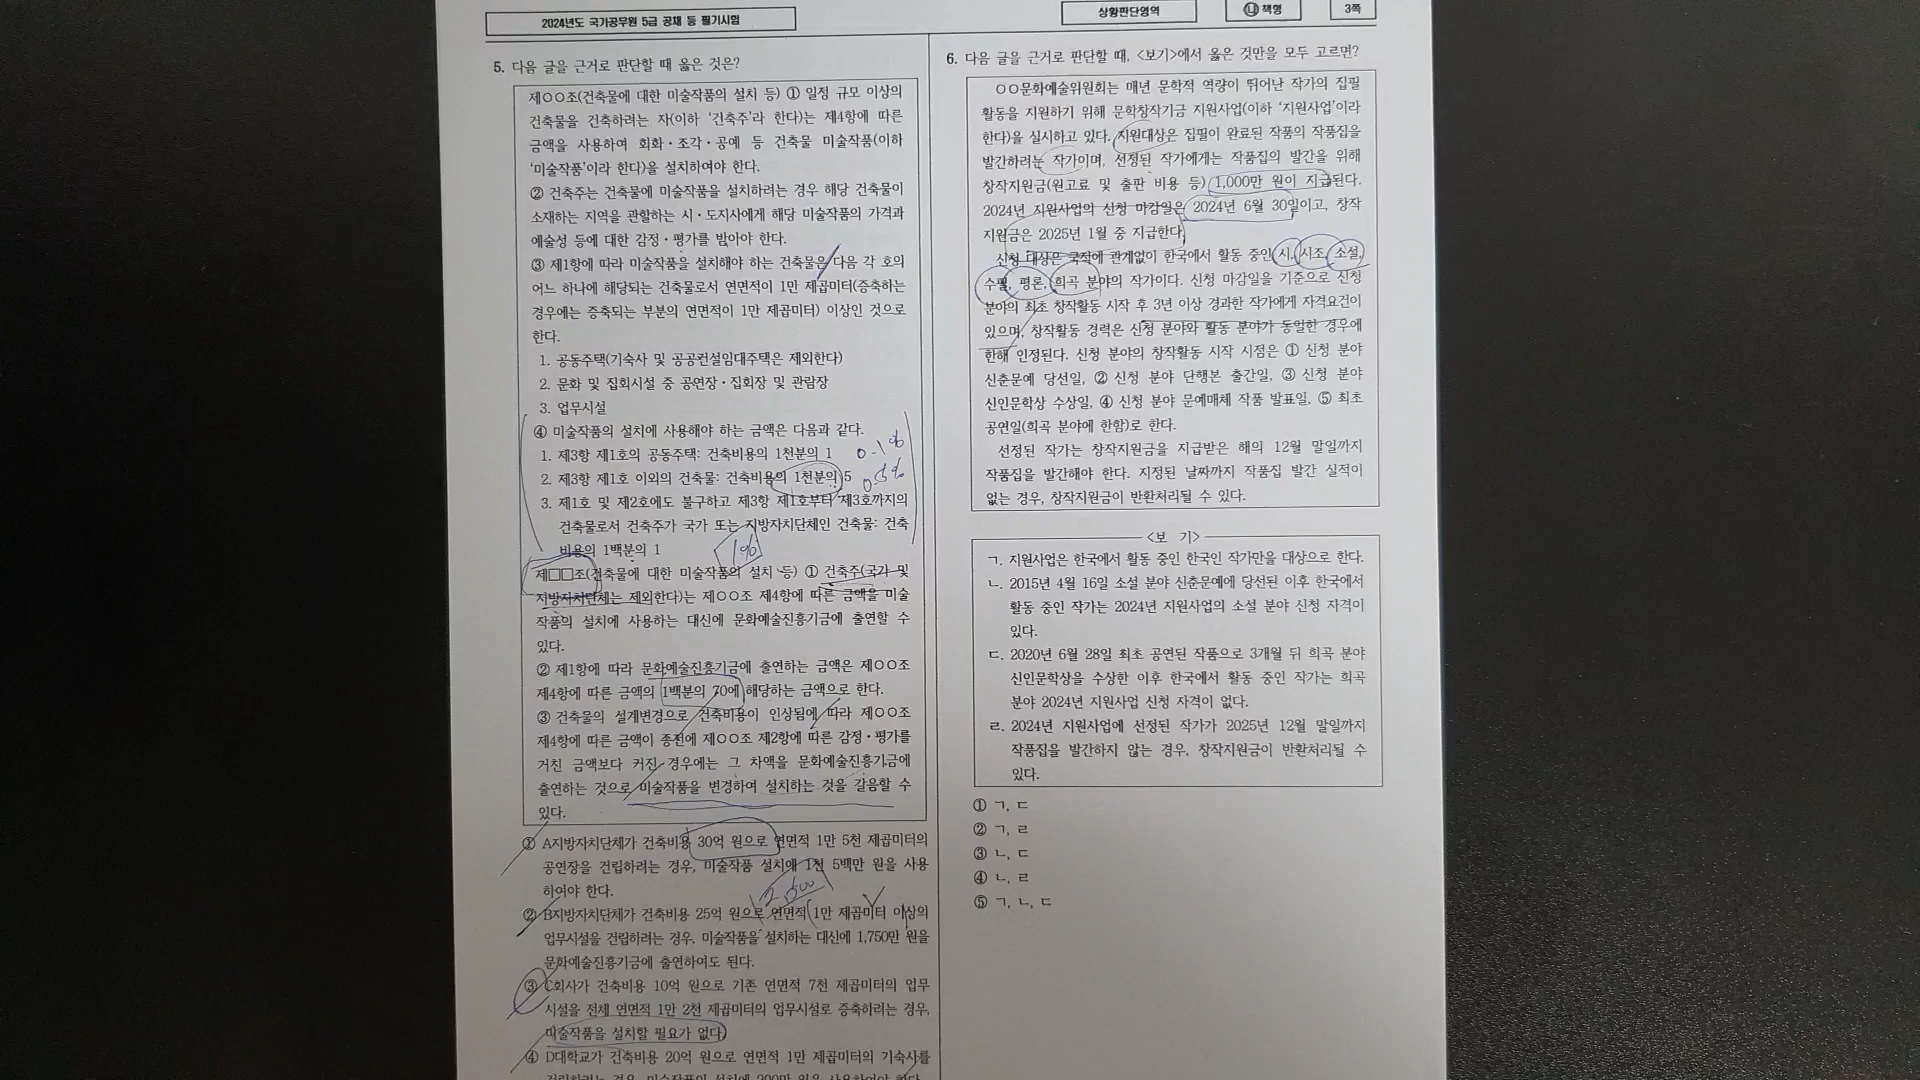 2024년도 국가공무원 5급 공채 등 필기시험
상황판단영역
㉯ 책형
3쪽
5. 다음 글을 근거로 판단할 때 옳은 것은?
제○○조(건축물에 대한 미술작품의 설치 등) ① 일정 규모 이상의
건축물을 건축하려는 자(이하 ‘건축주’라 한다)는 제4항에 따른
금액을 사용하여 회화·조각·공예 등 건축물 미술작품(이하
‘미술작품’이라 한다)을 설치하여야 한다.
② 건축주는 건축물에 미술작품을 설치하려는 경우 해당 건축물이
소재하는 지역을 관할하는 시·도지사에게 해당 미술작품의 가격과
예술성 등에 대한 감정·평가를 받아야 한다.
③ 제1항에 따라 미술작품을 설치해야 하는 건축물은 다음 각 호의
어느 하나에 해당되는 건축물로서 연면적이 1만 제곱미터(증축하는
경우에는 증축되는 부분의 연면적이 1만 제곱미터) 이상인 것으로
한다.
1. 공동주택(기숙사 및 공공건설임대주택은 제외한다)
2. 문화 및 집회시설 중 공연장·집회장 및 관람장
3. 업무시설
④ 미술작품의 설치에 사용해야 하는 금액은 다음과 같다.
1. 제3항 제1호의 공동주택: 건축비용의 1천분의 1 0.1%
2. 제3항 제1호 이외의 건축물: 건축비용의 1천분의 5 0.5%
3. 제1호 및 제2호에도 불구하고 제3항 제1호부터 제3호까지의
건축물로서 건축주가 국가 또는 지방자치단체인 건축물: 건축
비용의 1백분의 1 1%
제□□조(건축물에 대한 미술작품의 설치 등) ① 건축주(국가 및
지방자치단체는 제외한다)는 제○○조 제4항에 따른 금액을 미술
작품의 설치에 사용하는 대신에 문화예술진흥기금에 출연할 수
있다.
② 제1항에 따라 문화예술진흥기금에 출연하는 금액은 제○○조
제4항에 따른 금액의 1백분의 70에 해당하는 금액으로 한다.
③ 건축물의 설계변경으로 건축비용이 인상됨에 따라 제○○조
제4항에 따른 금액이 종전에 제○○조 제2항에 따른 감정·평가를
거친 금액보다 커진 경우에는 그 차액을 문화예술진흥기금에
출연하는 것으로 미술작품을 변경하여 설치하는 것을 갈음할 수
있다.
① A지방자치단체가 건축비용 30억 원으로 연면적 1만 5천 제곱미터의
공연장을 건립하려는 경우, 미술작품 설치에 1천 5백만 원을 사용
하여야 한다.
② B지방자치단체가 건축비용 25억 원으로 연면적 1만 제곱미터 이상의
업무시설을 건립하려는 경우, 미술작품을 설치하는 대신에 1,750만 원을
문화예술진흥기금에 출연하여도 된다.
③ C회사가 건축비용 10억 원으로 기존 연면적 7천 제곱미터의 업무
시설을 전체 연면적 1만 2천 제곱미터의 업무시설로 증축하려는 경우,
미술작품을 설치할 필요가 없다.
④ D대학교가 건축비용 20억 원으로 연면적 1만 제곱미터의 기숙사를
건립하려는 경우, 미술작품의 설치에 200만 원을 사용하여야 한다.
6. 다음 글을 근거로 판단할 때, <보기>에서 옳은 것만을 모두 고르면?
○○문화예술위원회는 매년 문학적 역량이 뛰어난 작가의 집필
활동을 지원하기 위해 문학창작기금 지원사업(이하 ‘지원사업’이라
한다)을 실시하고 있다. 지원대상은 집필이 완료된 작품의 작품집을
발간하려는 작가이며, 선정된 작가에게는 작품집의 발간을 위해
창작지원금(원고료 및 출판 비용 등) 1,000만 원이 지급된다.
2024년 지원사업의 신청 마감일은 2024년 6월 30일이고, 창작
지원금은 2025년 1월 중 지급한다.
신청 대상은 국적에 관계없이 한국에서 활동 중인 시, 시조, 소설,
수필, 평론, 희곡 분야의 작가이다. 신청 마감일을 기준으로 신청
분야의 최초 창작활동 시작 후 3년 이상 경과한 작가에게 자격요건이
있으며, 창작활동 경력은 신청 분야와 활동 분야가 동일한 경우에
한해 인정된다. 신청 분야의 창작활동 시작 시점은 ① 신청 분야
신춘문예 당선일, ② 신청 분야 단행본 출간일, ③ 신청 분야
신인문학상 수상일, ④ 신청 분야 문예매체 작품 발표일, ⑤ 최초
공연일(희곡 분야에 한함)로 한다.
선정된 작가는 창작지원금을 지급받은 해의 12월 말일까지
작품집을 발간해야 한다. 지정된 날짜까지 작품집 발간 실적이
없는 경우, 창작지원금이 반환처리될 수 있다.
<보 기>
ㄱ. 지원사업은 한국에서 활동 중인 한국인 작가만을 대상으로 한다.
ㄴ. 2015년 4월 16일 소설 분야 신춘문예에 당선된 이후 한국에서
활동 중인 작가는 2024년 지원사업의 소설 분야 신청 자격이
있다.
ㄷ. 2020년 6월 28일 최초 공연된 작품으로 3개월 뒤 희곡 분야
신인문학상을 수상한 이후 한국에서 활동 중인 작가는 희곡
분야 2024년 지원사업 신청 자격이 없다.
ㄹ. 2024년 지원사업에 선정된 작가가 2025년 12월 말일까지
작품집을 발간하지 않는 경우, 창작지원금이 반환처리될 수
있다.
① ㄱ, ㄷ
② ㄱ, ㄹ
③ ㄴ, ㄷ
④ ㄴ, ㄹ
⑤ ㄱ, ㄴ, ㄷ